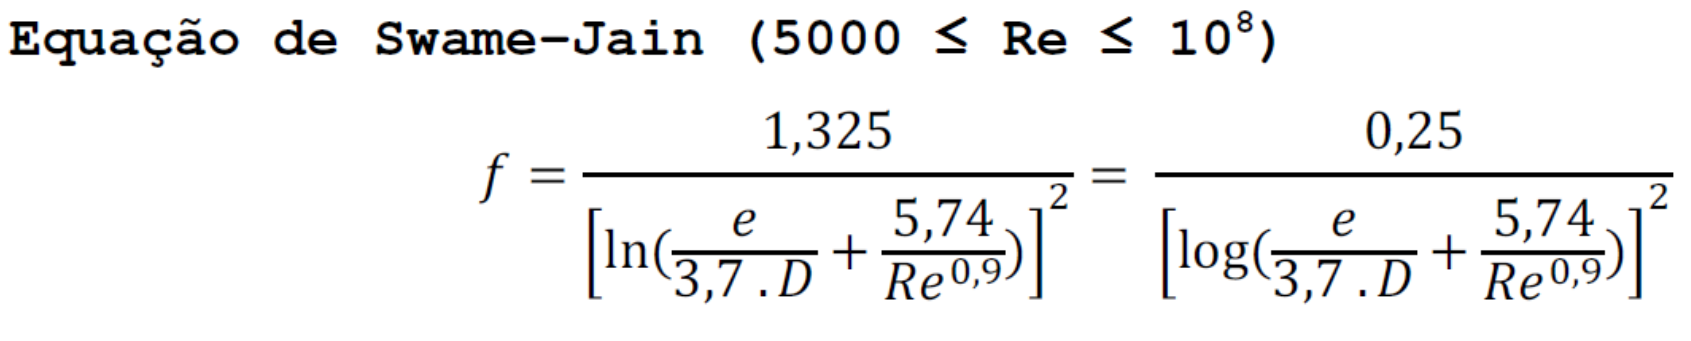 Equação de Swame-Jain (5000 ≤ Re ≤ 10⁸)
f = 1,325 / [ln(e / 3,7 . D + 5,74 / Re^0,9)]² = 0,25 / [log(e / 3,7 . D + 5,74 / Re^0,9)]²